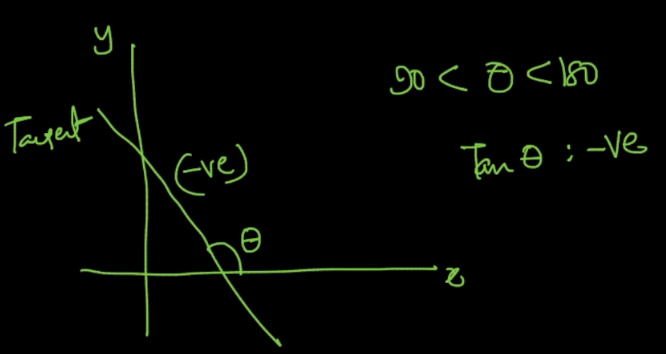 y
90 < θ < 180
Tangent
(-ve)
Tan θ : -ve
θ
x